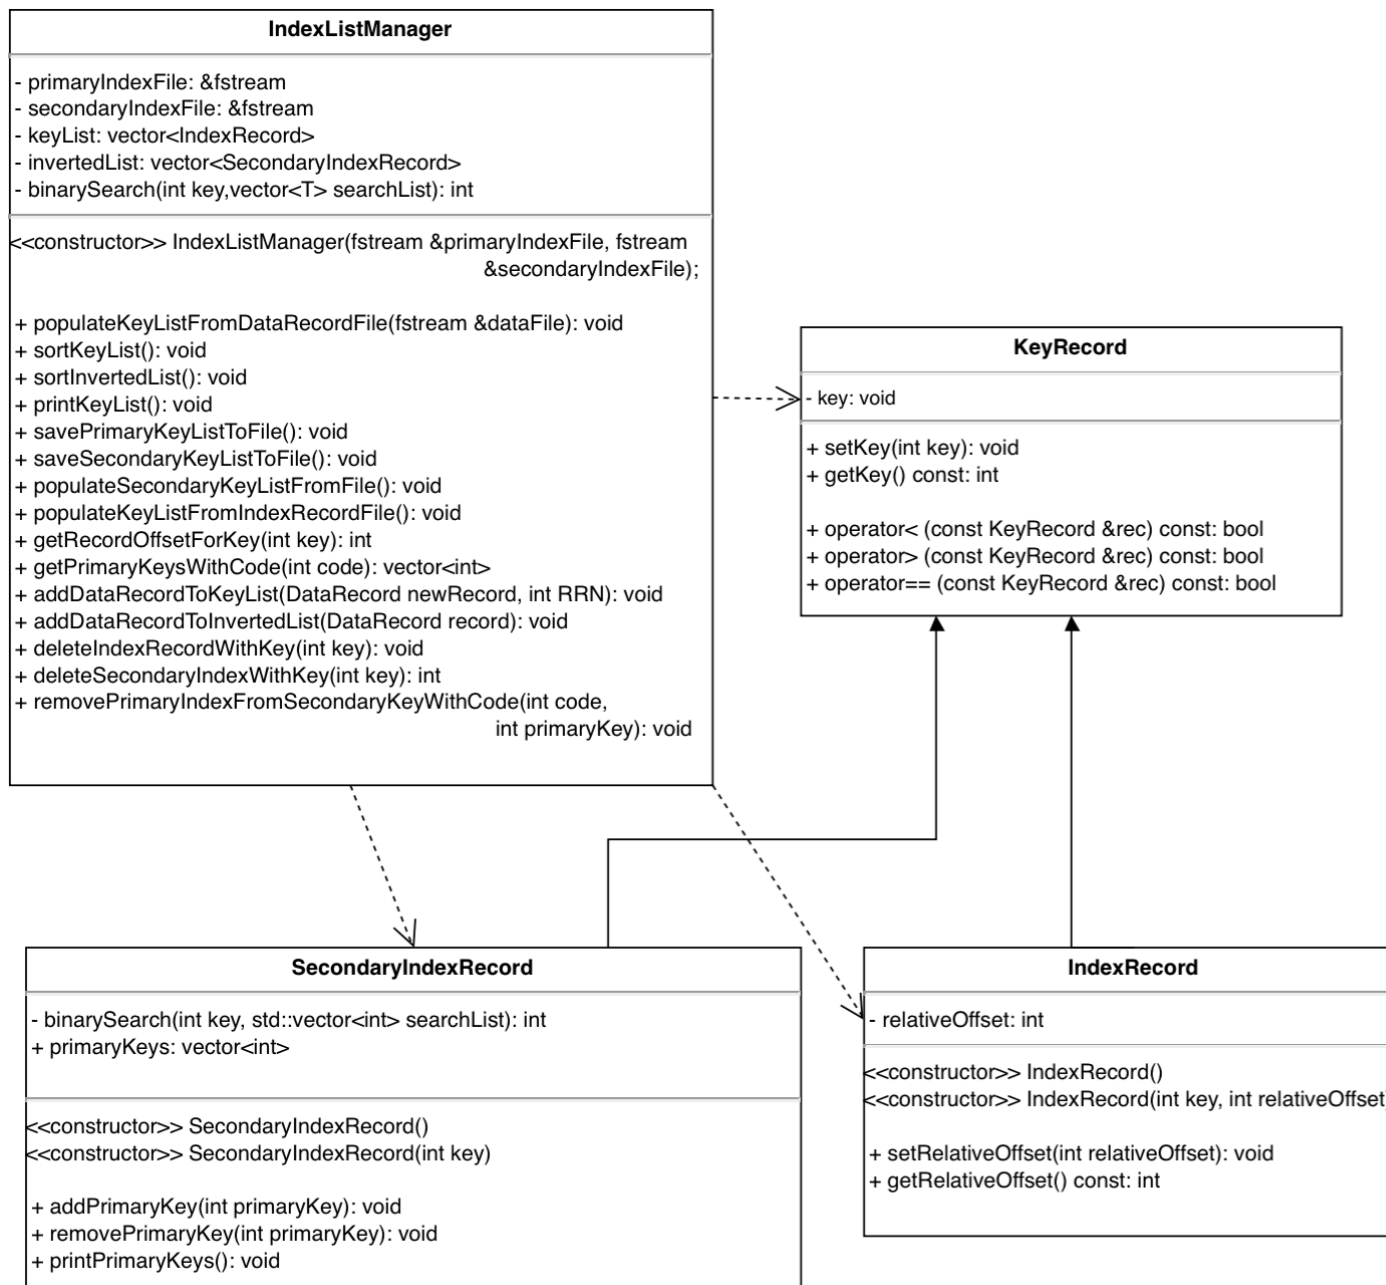 IndexListManager
- primaryIndexFile: &fstream
- secondaryIndexFile: &fstream
- keyList: vector<IndexRecord>
- invertedList: vector<SecondaryIndexRecord>
- binarySearch(int key,vector<T> searchList): int
<<constructor>> IndexListManager(fstream &primaryIndexFile, fstream
&secondaryIndexFile);
+ populateKeyListFromDataRecordFile(fstream &dataFile): void
+ sortKeyList(): void
+ sortInvertedList(): void
+ printKeyList(): void
+ savePrimaryKeyListToFile(): void
+ saveSecondaryKeyListToFile(): void
+ populateSecondaryKeyListFromFile(): void
+ populateKeyListFromIndexRecordFile(): void
+ getRecordOffsetForKey(int key): int
+ getPrimaryKeysWithCode(int code): vector<int>
+ addDataRecordToKeyList(DataRecord newRecord, int RRN): void
+ addDataRecordToInvertedList(DataRecord record): void
+ deleteIndexRecordWithKey(int key): void
+ deleteSecondaryIndexWithKey(int key): int
+ removePrimaryIndexFromSecondaryKeyWithCode(int code,
int primaryKey): void
KeyRecord
- key: void
+ setKey(int key): void
+ getKey() const: int
+ operator< (const KeyRecord &rec) const: bool
+ operator> (const KeyRecord &rec) const: bool
+ operator== (const KeyRecord &rec) const: bool
SecondaryIndexRecord
- binarySearch(int key, std::vector<int> searchList): int
+ primaryKeys: vector<int>
<<constructor>> SecondaryIndexRecord()
<<constructor>> SecondaryIndexRecord(int key)
+ addPrimaryKey(int primaryKey): void
+ removePrimaryKey(int primaryKey): void
+ printPrimaryKeys(): void
IndexRecord
- relativeOffset: int
<<constructor>> IndexRecord()
<<constructor>> IndexRecord(int key, int relativeOffset)
+ setRelativeOffset(int relativeOffset): void
+ getRelativeOffset() const: int